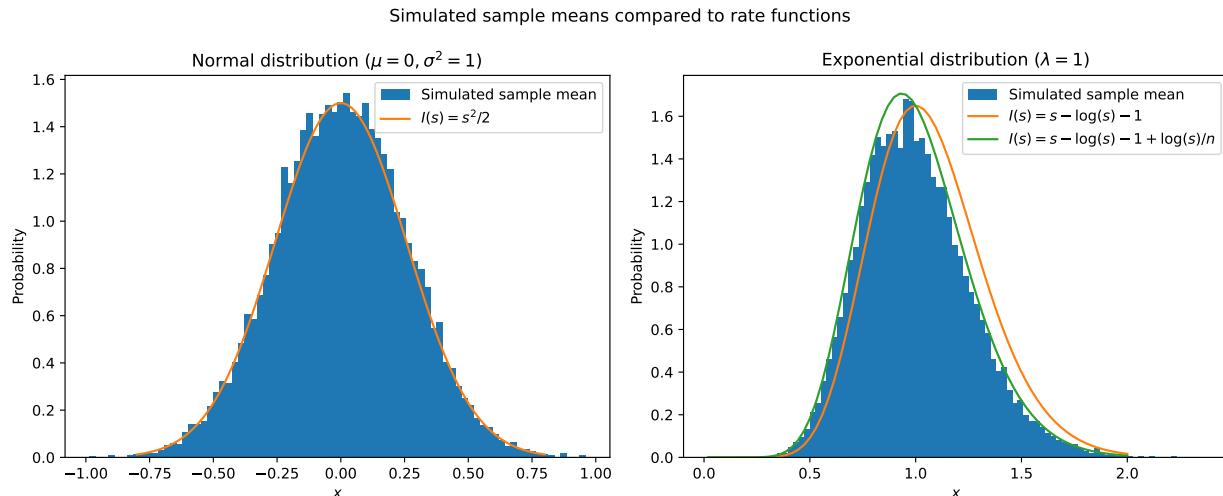 Simulated sample means compared to rate functions
Normal distribution (μ = 0, σ² = 1)
Simulated sample mean
I(s) = s²/2
Probability
1.6
1.4
1.2
1.0
0.8
0.6
0.4
0.2
0.0
−1.00
−0.75
−0.50
−0.25
0.00
0.25
0.50
0.75
1.00
x
Exponential distribution (λ = 1)
Simulated sample mean
I(s) = s − log(s) − 1
I(s) = s − log(s) − 1 + log(s)/n
Probability
1.6
1.4
1.2
1.0
0.8
0.6
0.4
0.2
0.0
0.0
0.5
1.0
1.5
2.0
x